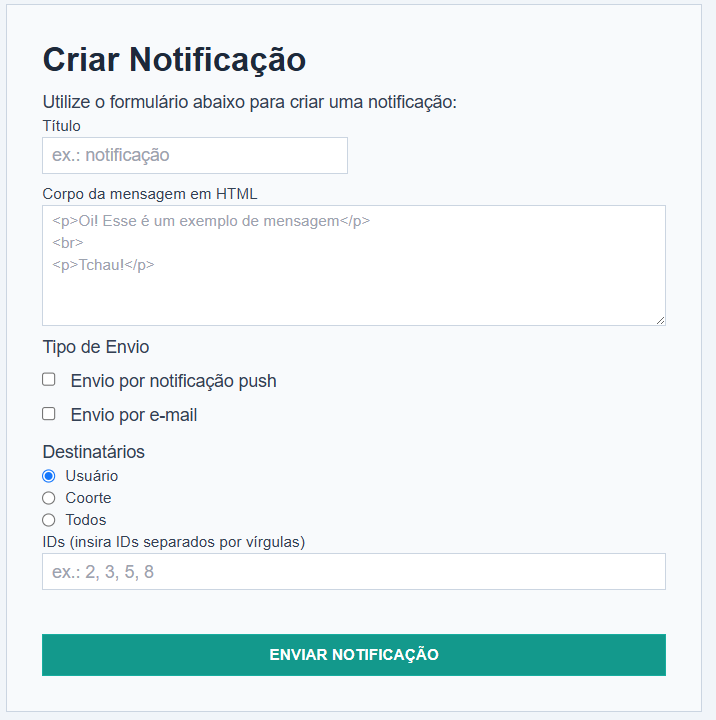 Criar Notificação
Utilize o formulário abaixo para criar uma notificação:
Título
ex.: notificação
Corpo da mensagem em HTML
<p>Oi! Esse é um exemplo de mensagem</p>
<br>
<p>Tchau!</p>
Tipo de Envio
Envio por notificação push
Envio por e-mail
Destinatários
Usuário
Coorte
Todos
IDs (insira IDs separados por vírgulas)
ex.: 2, 3, 5, 8
ENVIAR NOTIFICAÇÃO